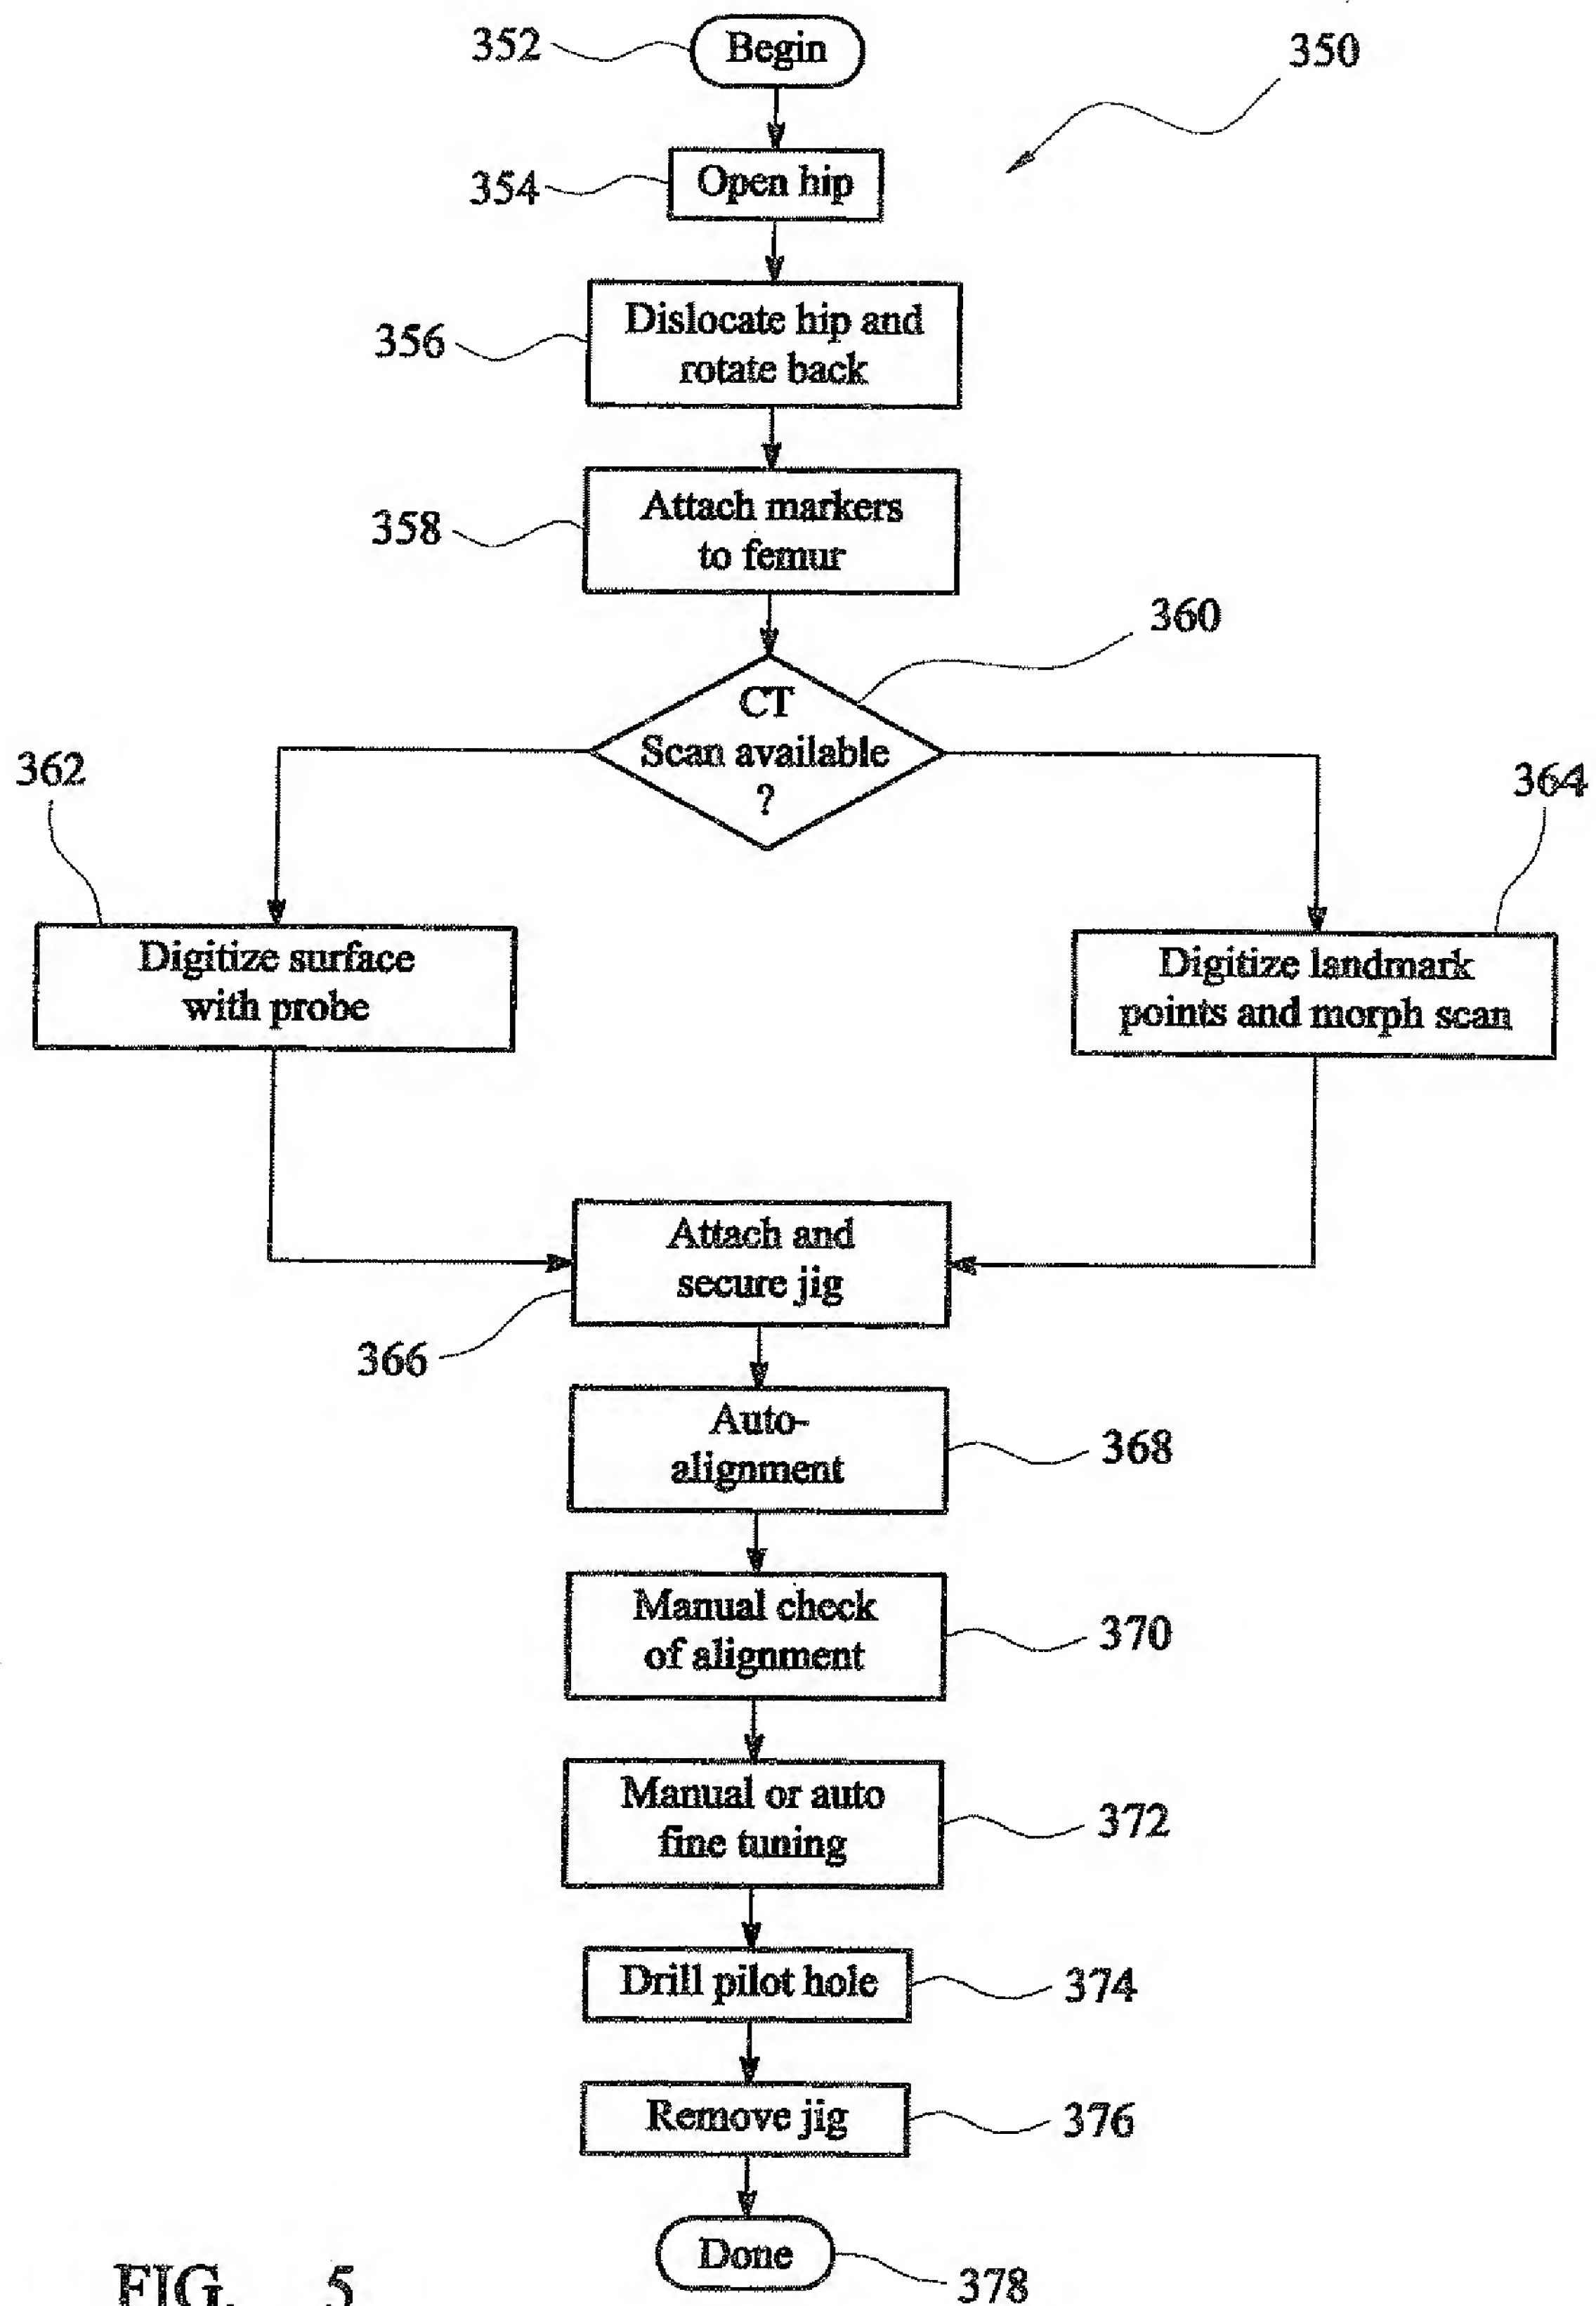 352
Begin
350
354
Open hip
356
Dislocate hip and
rotate back
358
Attach markers
to femur
360
CT
Scan available
?
362
364
Digitize surface
with probe
Digitize landmark
points and morph scan
Attach and
secure jig
366
Auto-
alignment
368
Manual check
of alignment
370
Manual or auto
fine tuning
372
Drill pilot hole
374
Remove jig
376
Done
378
FIG. 5